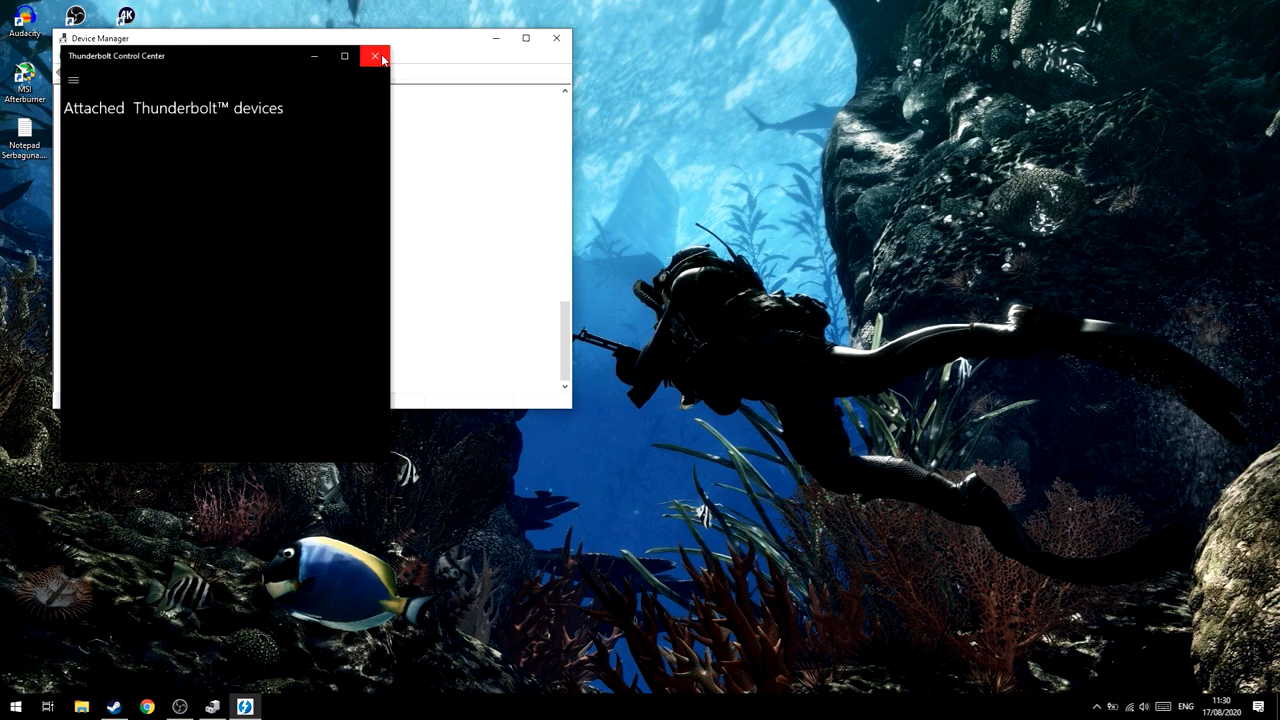 Audacity
4K
Device Manager
Thunderbolt Control Center
Attached Thunderbolt™ devices
MSI
Afterburner
Notepad
Serbaguna....
ENG
11:30
17/08/2020